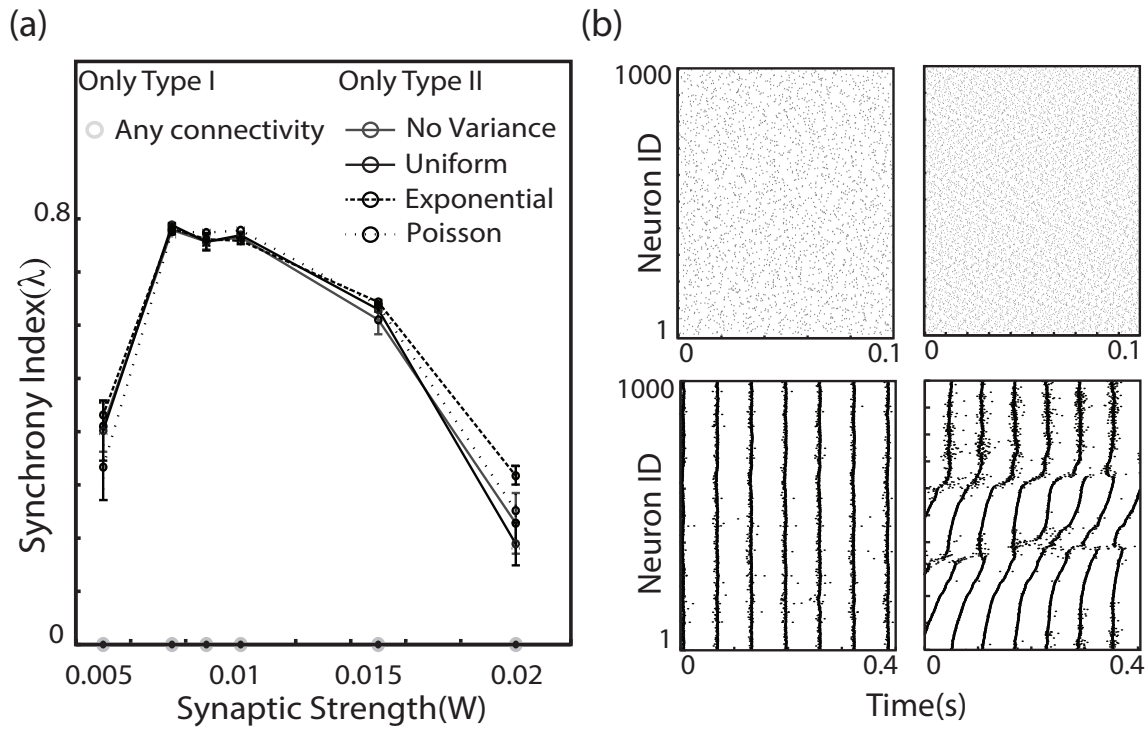 (a)
Only Type I
Only Type II
Any connectivity
No Variance
Uniform
Exponential
Poisson
0.8
0
Synchrony Index(λ)
0.005
0.01
0.015
0.02
Synaptic Strength(W)
(b)
1000
Neuron ID
1
0
0.1
0
0.1
1000
Neuron ID
1
0
0.4
0
0.4
Time(s)